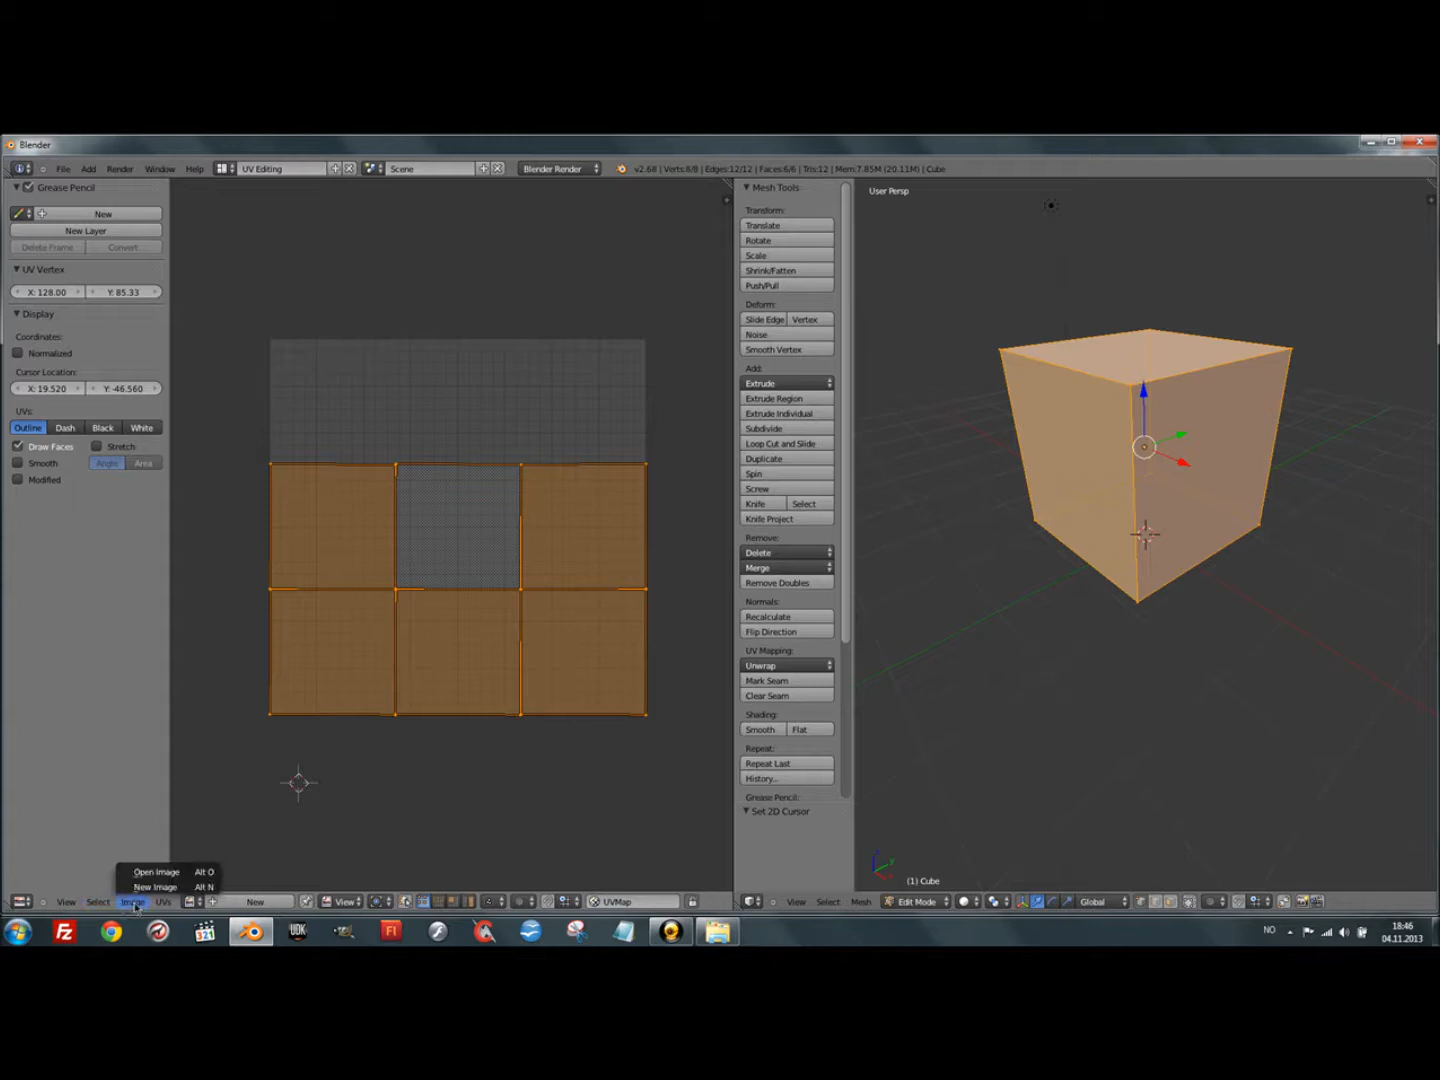 Blender
File Add Render Window Help UV Editing Scene Blender Render v2.68 | Verts:8/8 | Edges:12/12 | Faces:6/6 | Tris:12 | Mem:7.85M (20.11M) | Cube
Grease Pencil
New
New Layer
Delete Frame Convert
UV Vertex
X: 128.00 Y: 85.33
Display
Coordinates:
Normalized
Cursor Location:
X: 19.520 Y: -46.560
UVs:
Outline Dash Black White
Draw Faces Stretch
Smooth Angle Area
Modified
Open Image Alt O
New Image Alt N
View Select Image UVs New View UVMap
Mesh Tools
Transform:
Translate
Rotate
Scale
Shrink/Fatten
Push/Pull
Deform:
Slide Edge Vertex
Noise
Smooth Vertex
Add:
Extrude
Extrude Region
Extrude Individual
Subdivide
Loop Cut and Slide
Duplicate
Spin
Screw
Knife Select
Knife Project
Remove:
Delete
Merge
Remove Doubles
Normals:
Recalculate
Flip Direction
UV Mapping:
Unwrap
Mark Seam
Clear Seam
Shading:
Smooth Flat
Repeat:
Repeat Last
History...
Grease Pencil:
Set 2D Cursor
User Persp
(1) Cube
View Select Mesh Edit Mode Global
Fz 321 UDK Fl NO 18:46
04.11.2013